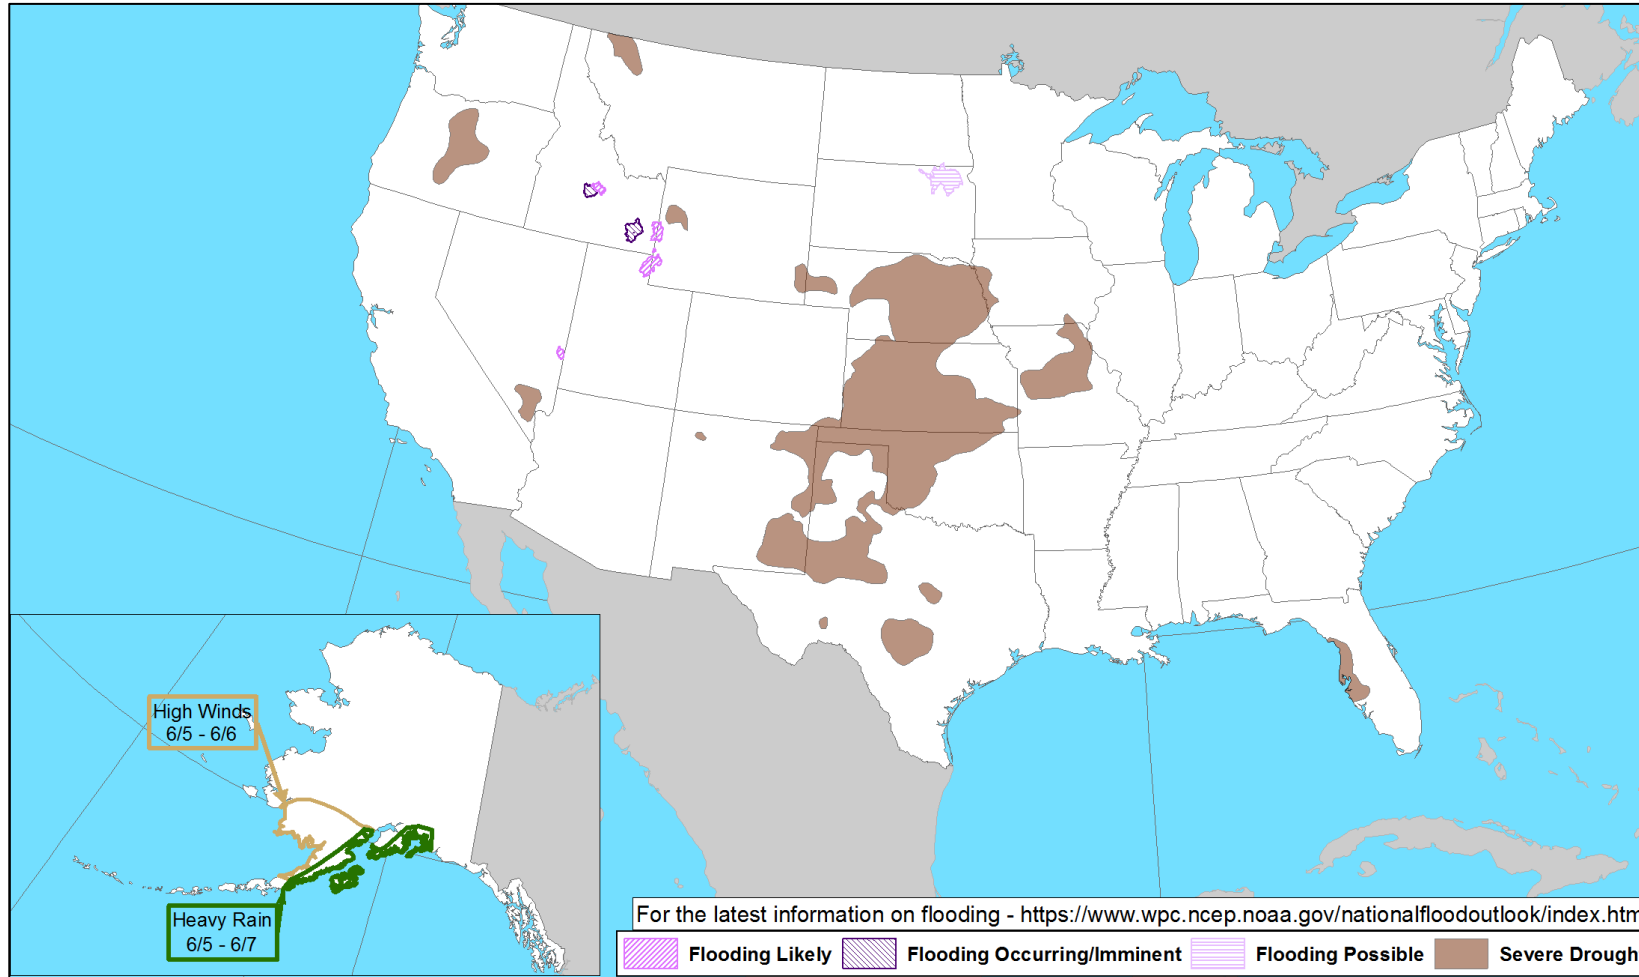 High Winds
6/5 - 6/6
Heavy Rain
6/5 - 6/7
For the latest information on flooding - https://www.wpc.ncep.noaa.gov/nationalfloodoutlook/index.htm
Flooding Likely
Flooding Occurring/Imminent
Flooding Possible
Severe Drough